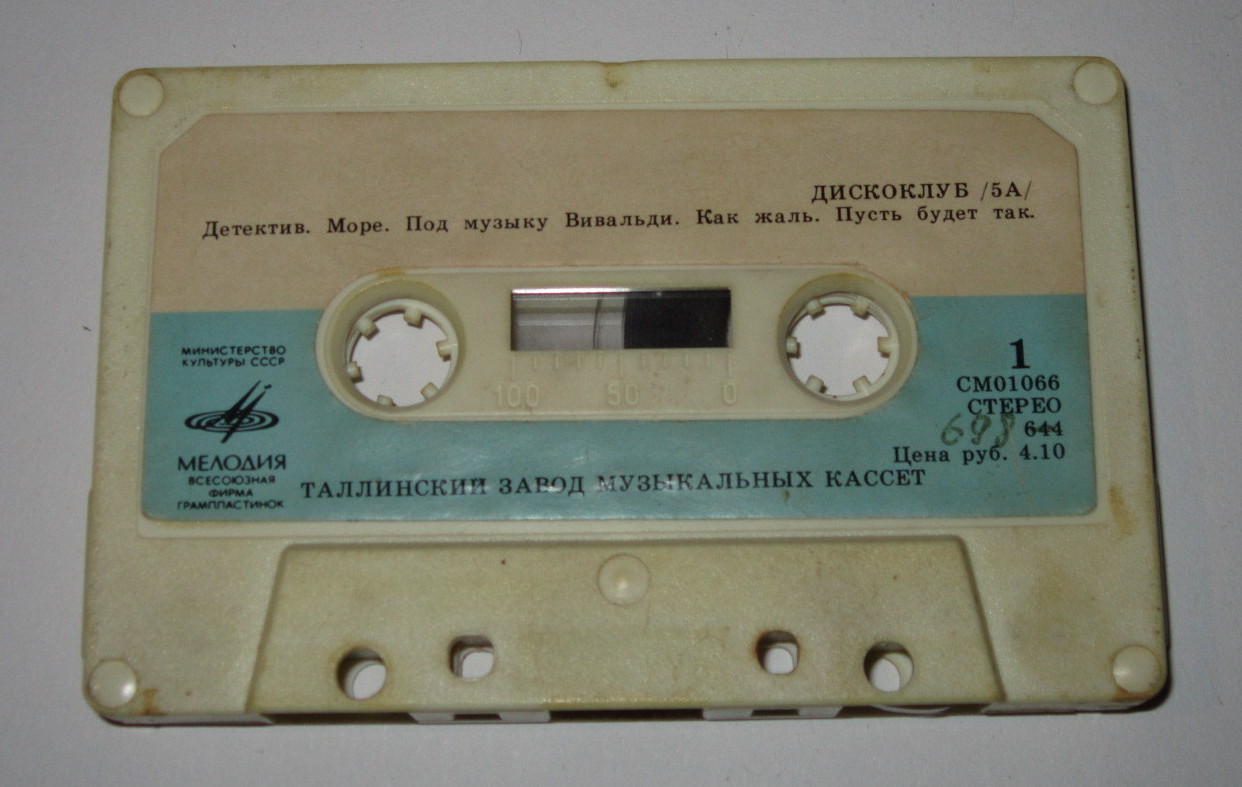 ДИСКОКЛУБ /5А/
Детектив. Море. Под музыку Вивальди. Как жаль. Пусть будет так.
МИНИСТЕРСТВО
КУЛЬТУРЫ СССР
МЕЛОДИЯ
ВСЕСОЮЗНАЯ
ФИРМА
ГРАМПЛАСТИНОК
100 50 0
1
СМ01066
СТЕРЕО
698 644
Цена руб. 4.10
ТАЛЛИНСКИЙ ЗАВОД МУЗЫКАЛЬНЫХ КАССЕТ